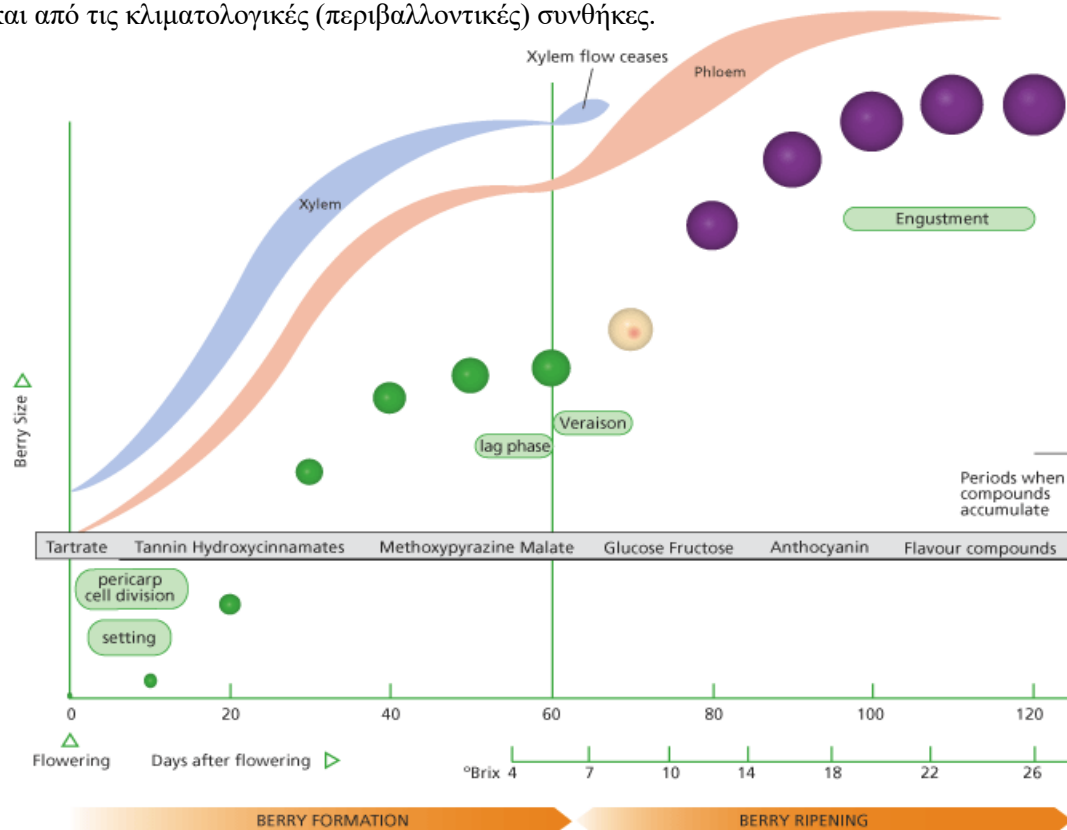 και από τις κλιματολογικές (περιβαλλοντικές) συνθήκες.
Xylem flow ceases
Phloem
Xylem
Engustment
Berry Size
Veraison
lag phase
Periods when
compounds
accumulate
Tartrate Tannin Hydroxycinnamates Methoxypyrazine Malate Glucose Fructose Anthocyanin Flavour compounds
pericarp
cell division
setting
0 20 40 60 80 100 120
Flowering Days after flowering
°Brix 4 7 10 14 18 22 26
BERRY FORMATION BERRY RIPENING